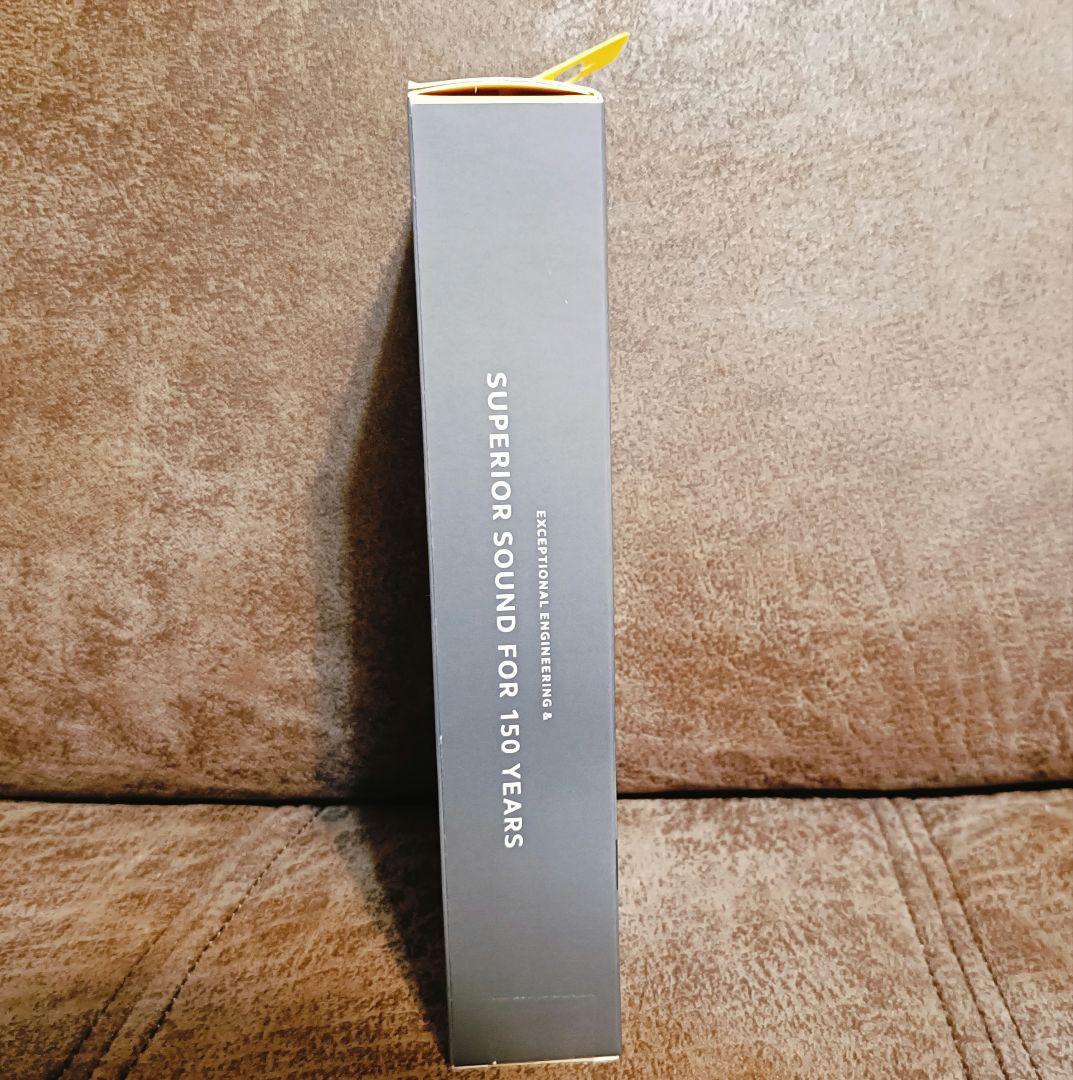 EXCEPTIONAL ENGINEERING &
SUPERIOR SOUND FOR 150 YEARS